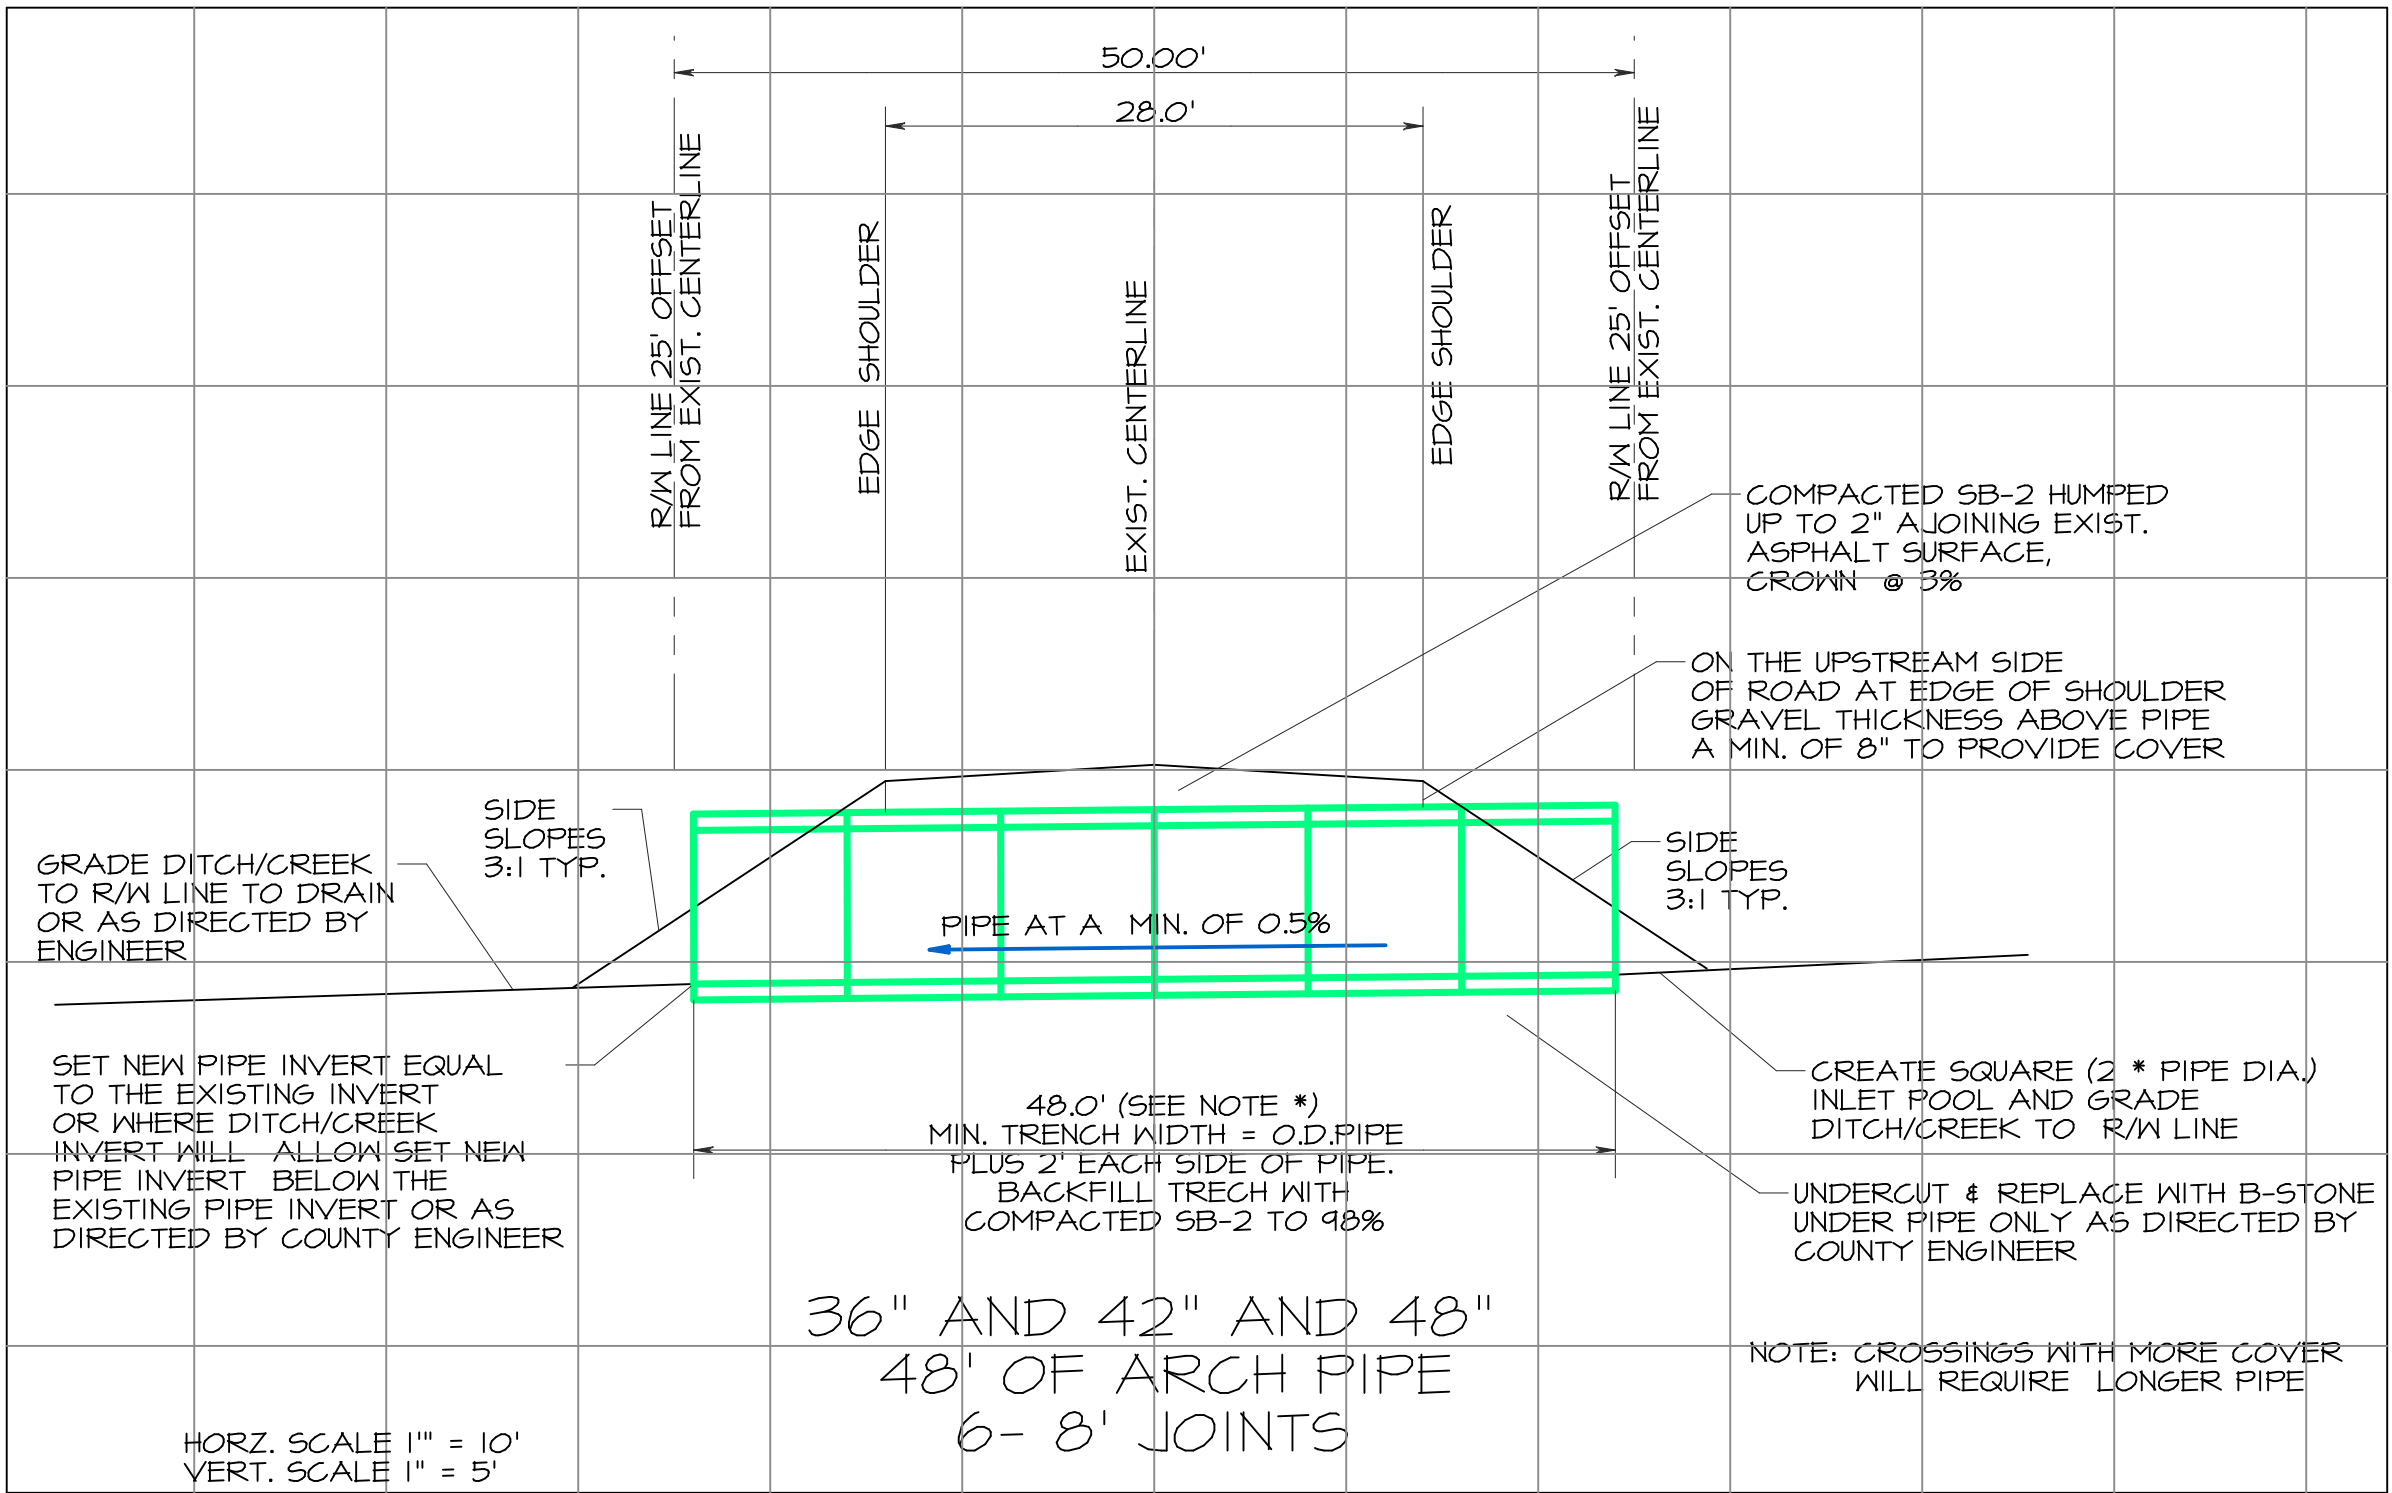 50.00'
28.0'
R/W LINE 25' OFFSET
FROM EXIST. CENTERLINE
EDGE SHOULDER
EXIST. CENTERLINE
EDGE SHOULDER
R/W LINE 25' OFFSET
FROM EXIST. CENTERLINE
COMPACTED SB-2 HUMPED
UP TO 2" AJOINING EXIST.
ASPHALT SURFACE,
CROWN @ 3%
ON THE UPSTREAM SIDE
OF ROAD AT EDGE OF SHOULDER
GRAVEL THICKNESS ABOVE PIPE
A MIN. OF 8" TO PROVIDE COVER
SIDE
SLOPES
3:1 TYP.
SIDE
SLOPES
3:1 TYP.
GRADE DITCH/CREEK
TO R/W LINE TO DRAIN
OR AS DIRECTED BY
ENGINEER
PIPE AT A MIN. OF 0.5%
SET NEW PIPE INVERT EQUAL
TO THE EXISTING INVERT
OR WHERE DITCH/CREEK
INVERT WILL ALLOW SET NEW
PIPE INVERT BELOW THE
EXISTING PIPE INVERT OR AS
DIRECTED BY COUNTY ENGINEER
48.0' (SEE NOTE *)
MIN. TRENCH WIDTH = O.D.PIPE
PLUS 2' EACH SIDE OF PIPE.
BACKFILL TRECH WITH
COMPACTED SB-2 TO 98%
CREATE SQUARE (2 * PIPE DIA.)
INLET POOL AND GRADE
DITCH/CREEK TO R/W LINE
UNDERCUT & REPLACE WITH B-STONE
UNDER PIPE ONLY AS DIRECTED BY
COUNTY ENGINEER
36" AND 42" AND 48"
48' OF ARCH PIPE
6- 8' JOINTS
NOTE: CROSSINGS WITH MORE COVER
WILL REQUIRE LONGER PIPE
HORZ. SCALE 1''' = 10'
VERT. SCALE 1" = 5'